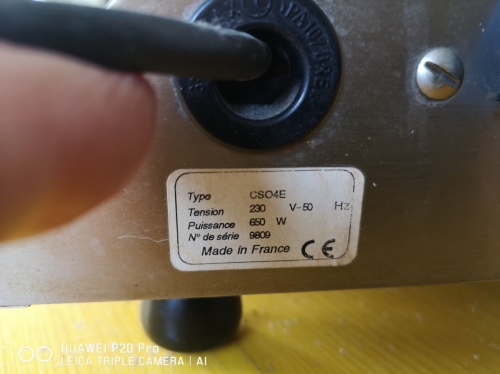 Type CSO4E
Tension 230 V-50 Hz
Puissance 650 W
N° de série 9809
Made in France CE
HUAWEI P20 Pro
LEICA TRIPLE CAMERA | AI